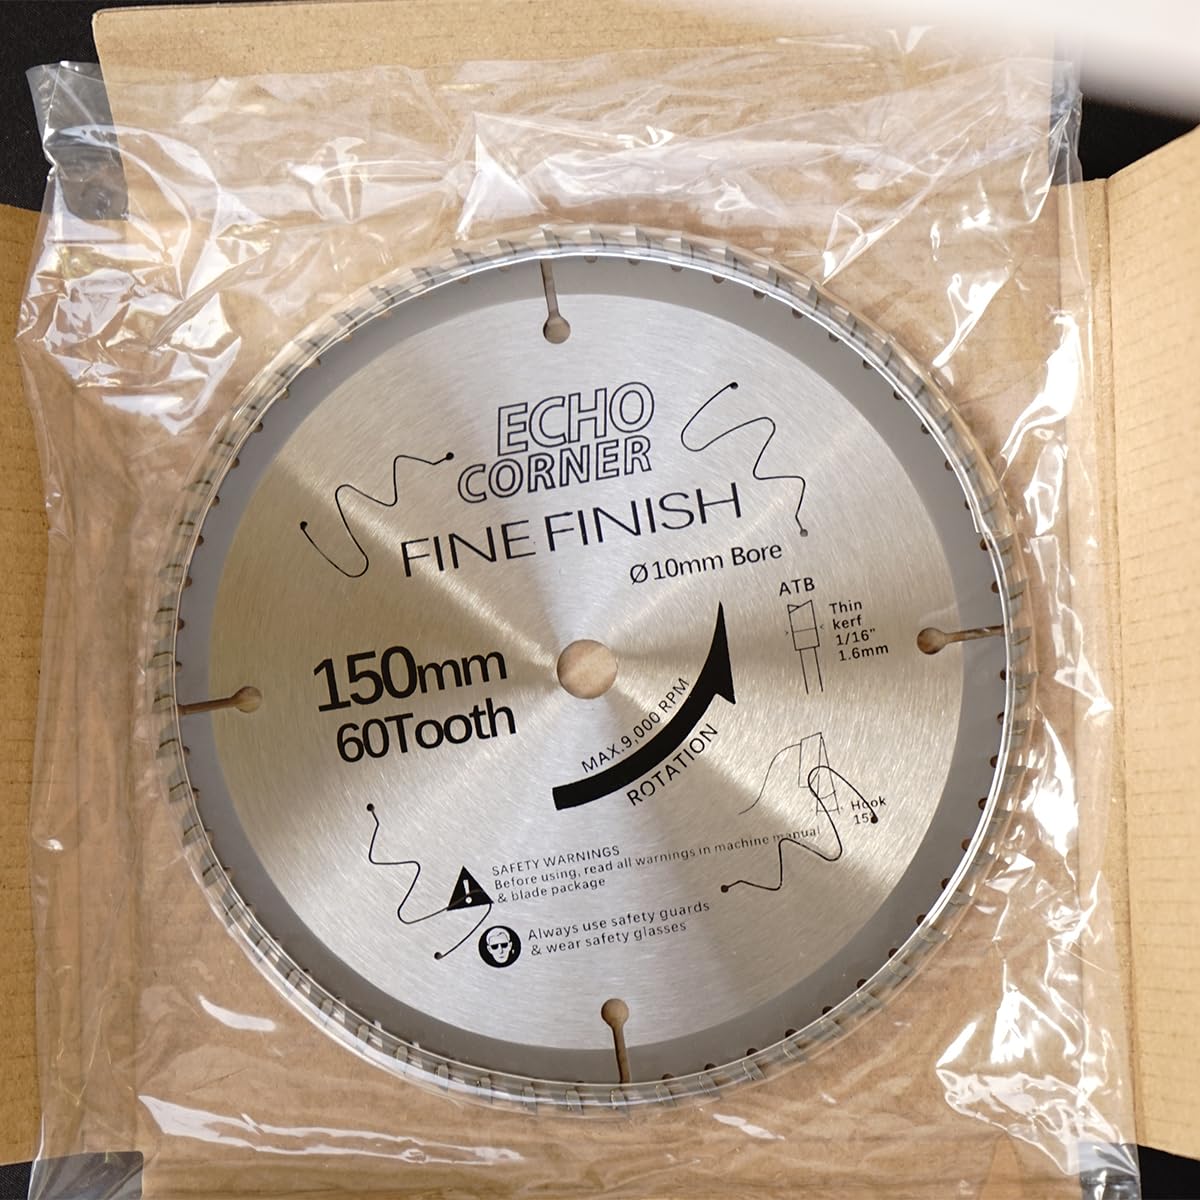 ECHO
CORNER
FINE FINISH
Ø10mm Bore
ATB
Thin
kerf
1/16"
1.6mm
150mm
60Tooth
MAX.9,000 RPM
ROTATION
Hook
15°
SAFETY WARNINGS
Before using, read all warnings in machine manual
& blade package
Always use safety guards
& wear safety glasses